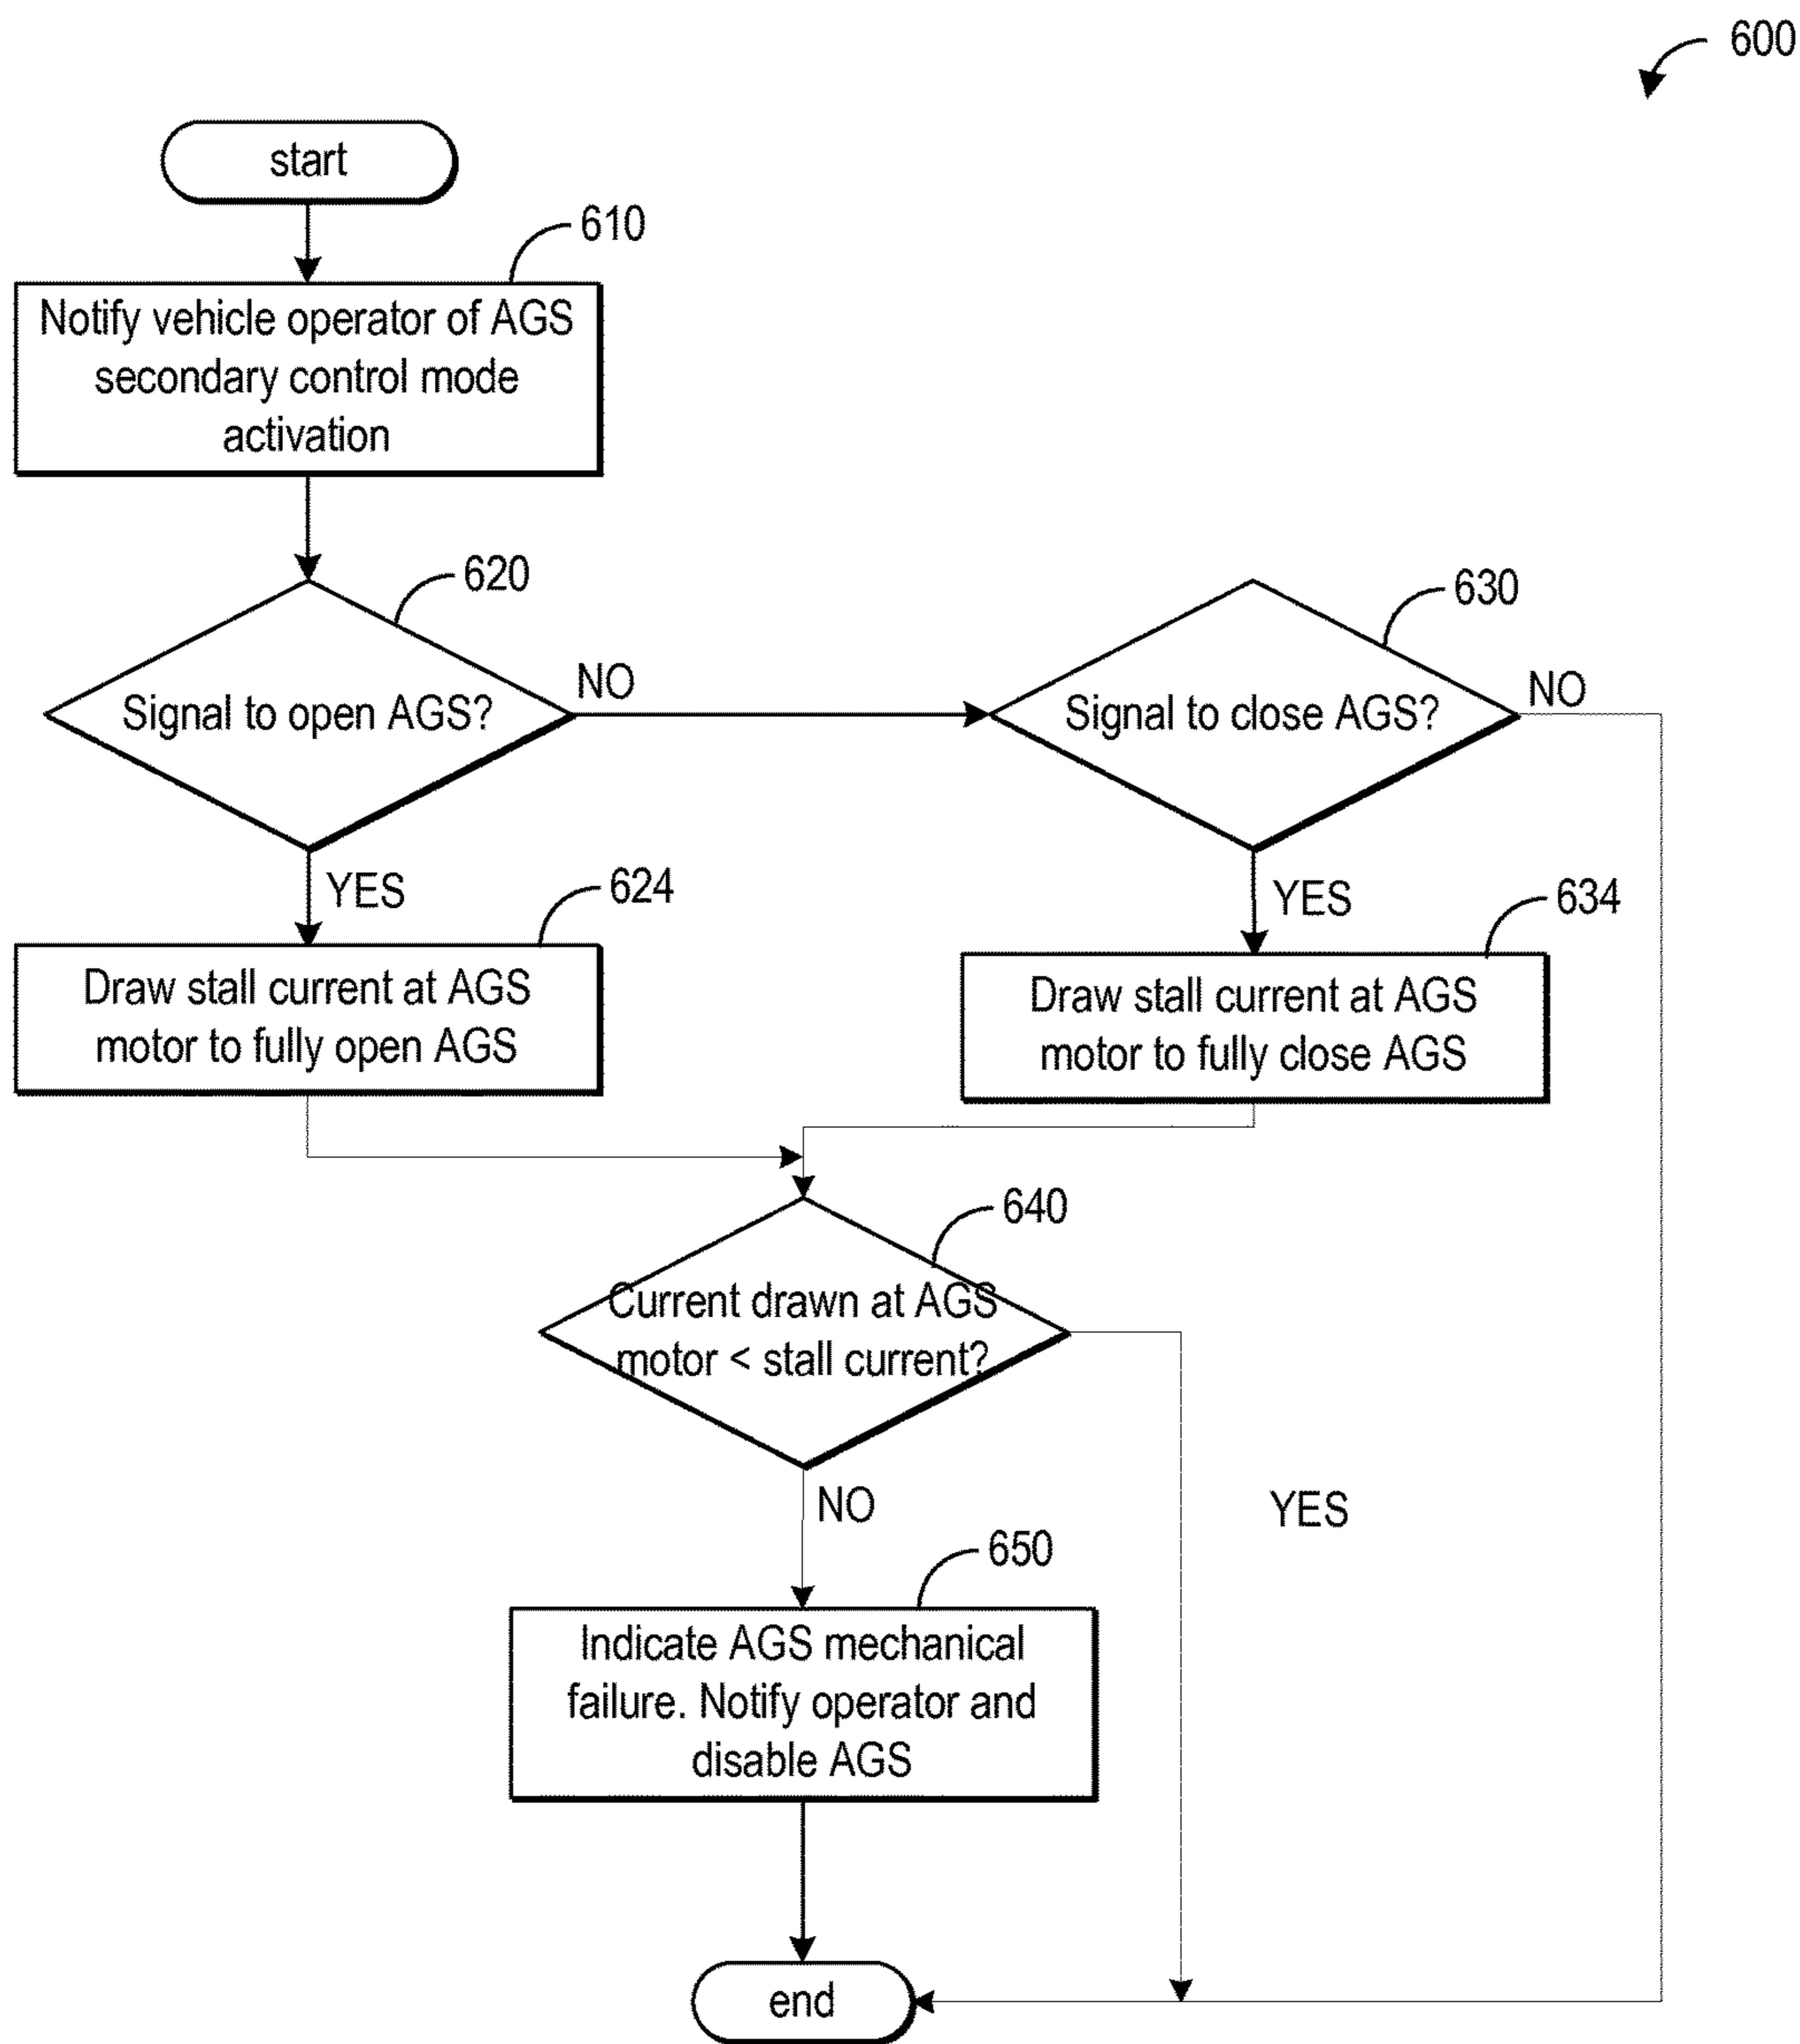 600
start
610
Notify vehicle operator of AGS
secondary control mode
activation
620
Signal to open AGS?
NO
630
Signal to close AGS?
NO
YES
624
Draw stall current at AGS
motor to fully open AGS
YES
634
Draw stall current at AGS
motor to fully close AGS
640
Current drawn at AGS
motor < stall current?
NO
YES
650
Indicate AGS mechanical
failure. Notify operator and
disable AGS
end